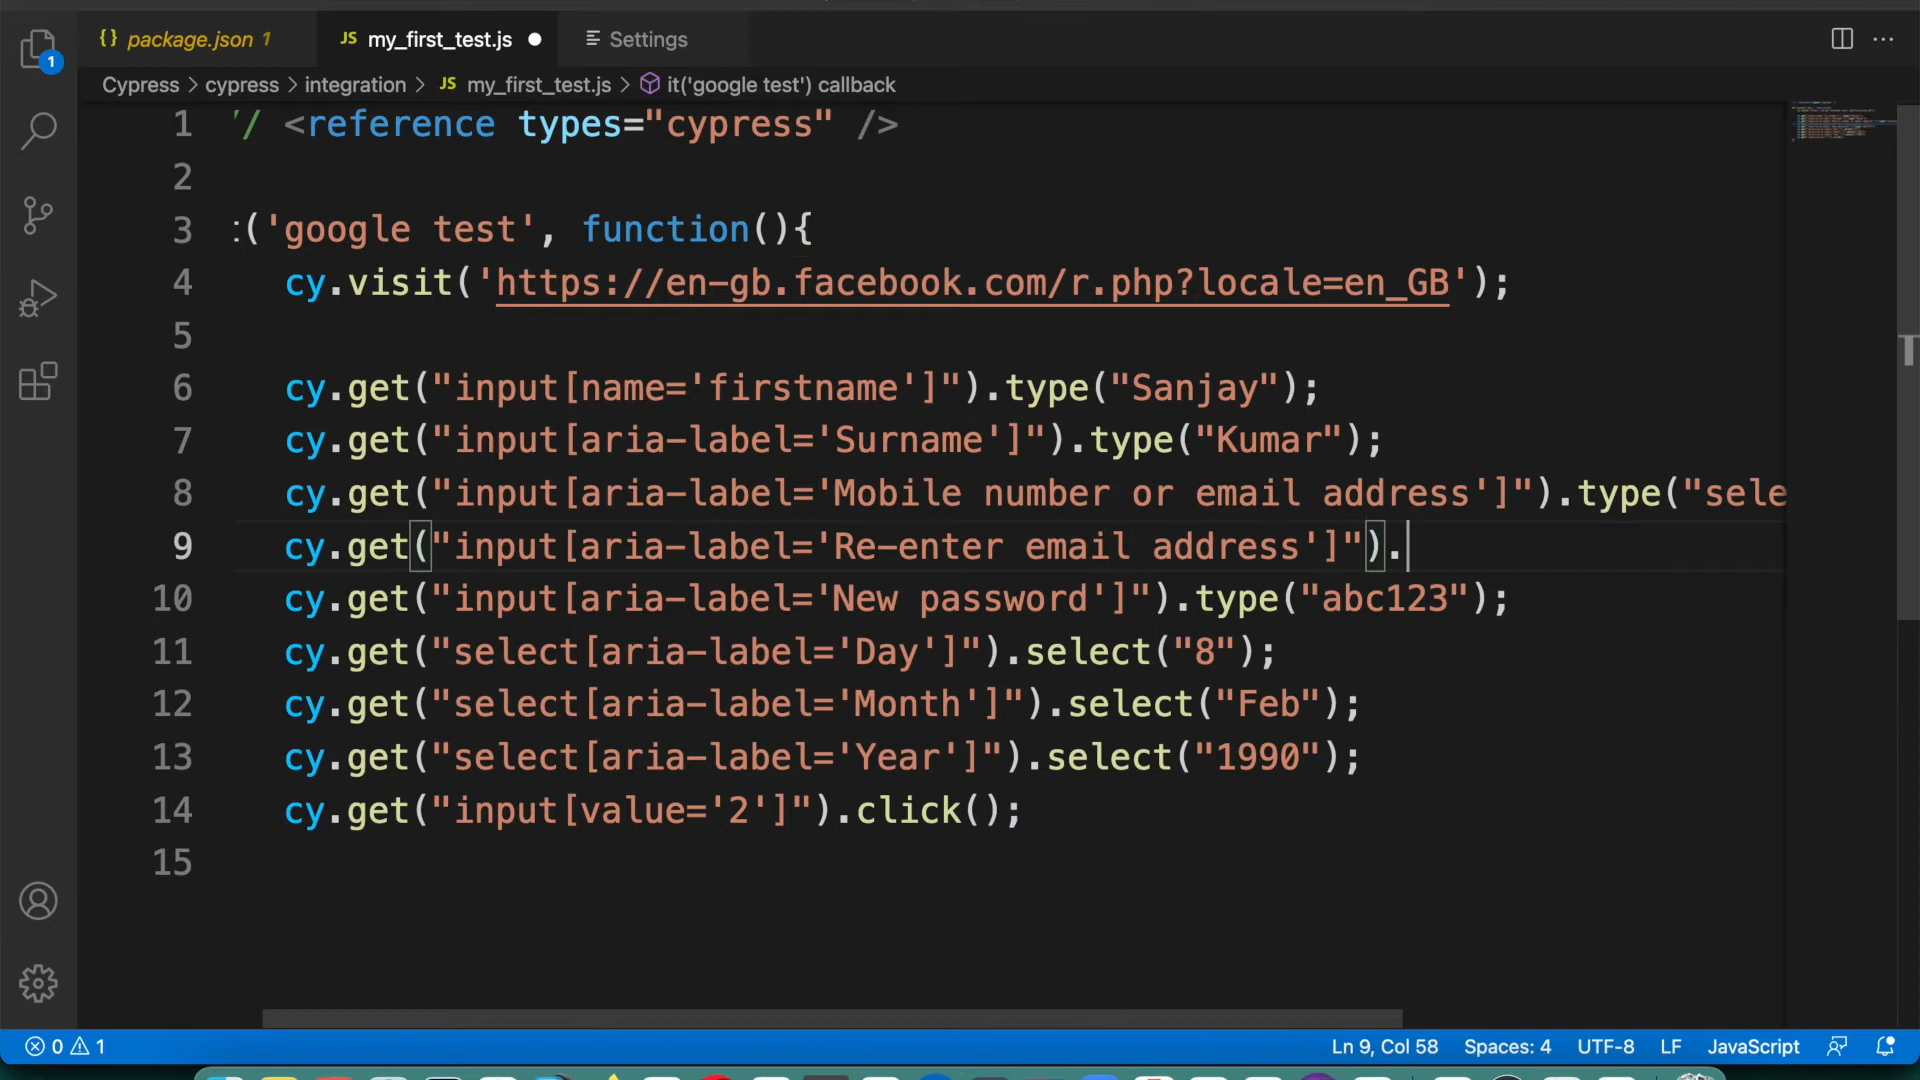 {} package.json 1 JS my_first_test.js Settings
1
Cypress > cypress > integration > JS my_first_test.js > it('google test') callback
1 // <reference types="cypress" />
2
3 :('google test', function(){
4 cy.visit('https://en-gb.facebook.com/r.php?locale=en_GB');
5
6 cy.get("input[name='firstname']").type("Sanjay");
7 cy.get("input[aria-label='Surname']").type("Kumar");
8 cy.get("input[aria-label='Mobile number or email address']").type("sele
9 cy.get("input[aria-label='Re-enter email address']").
10 cy.get("input[aria-label='New password']").type("abc123");
11 cy.get("select[aria-label='Day']").select("8");
12 cy.get("select[aria-label='Month']").select("Feb");
13 cy.get("select[aria-label='Year']").select("1990");
14 cy.get("input[value='2']").click();
15
0 1 Ln 9, Col 58 Spaces: 4 UTF-8 LF JavaScript